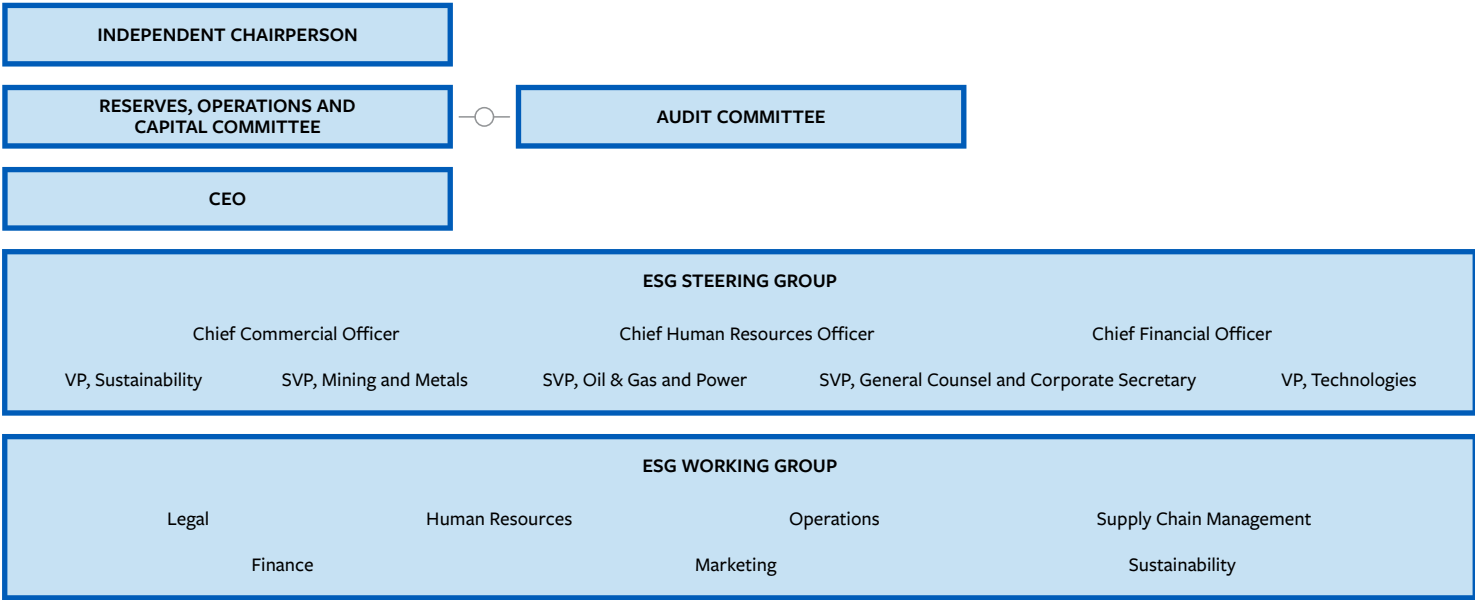 INDEPENDENT CHAIRPERSON
RESERVES, OPERATIONS AND
CAPITAL COMMITTEE
AUDIT COMMITTEE
CEO
ESG STEERING GROUP
Chief Commercial Officer
Chief Human Resources Officer
Chief Financial Officer
VP, Sustainability
SVP, Mining and Metals
SVP, Oil & Gas and Power
SVP, General Counsel and Corporate Secretary
VP, Technologies
ESG WORKING GROUP
Legal
Human Resources
Operations
Supply Chain Management
Finance
Marketing
Sustainability